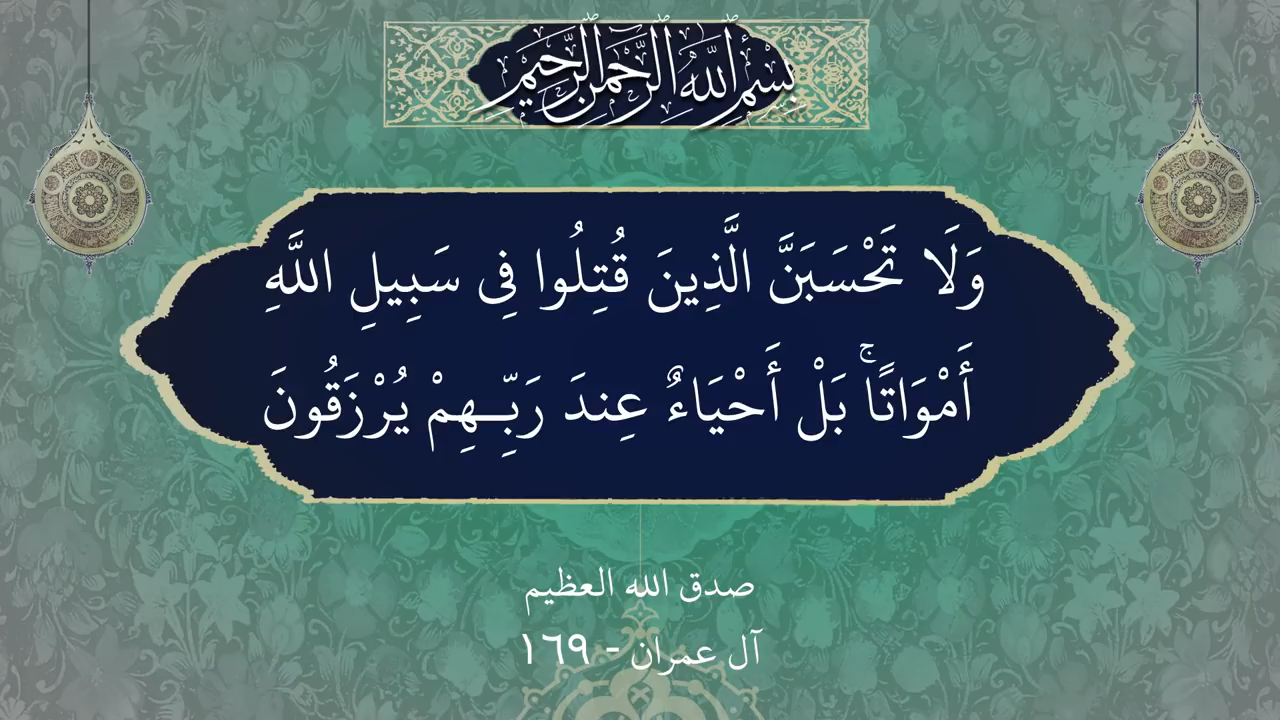 بِسْمِ اللَّهِ الرَّحْمَٰنِ الرَّحِيمِ
وَلَا تَحْسَبَنَّ الَّذِينَ قُتِلُوا فِى سَبِيلِ اللَّهِ
أَمْوَاتًا ۚ بَلْ أَحْيَاءٌ عِندَ رَبِّـهِمْ يُرْزَقُونَ
صدق الله العظيم
آل عمران - ١٦٩